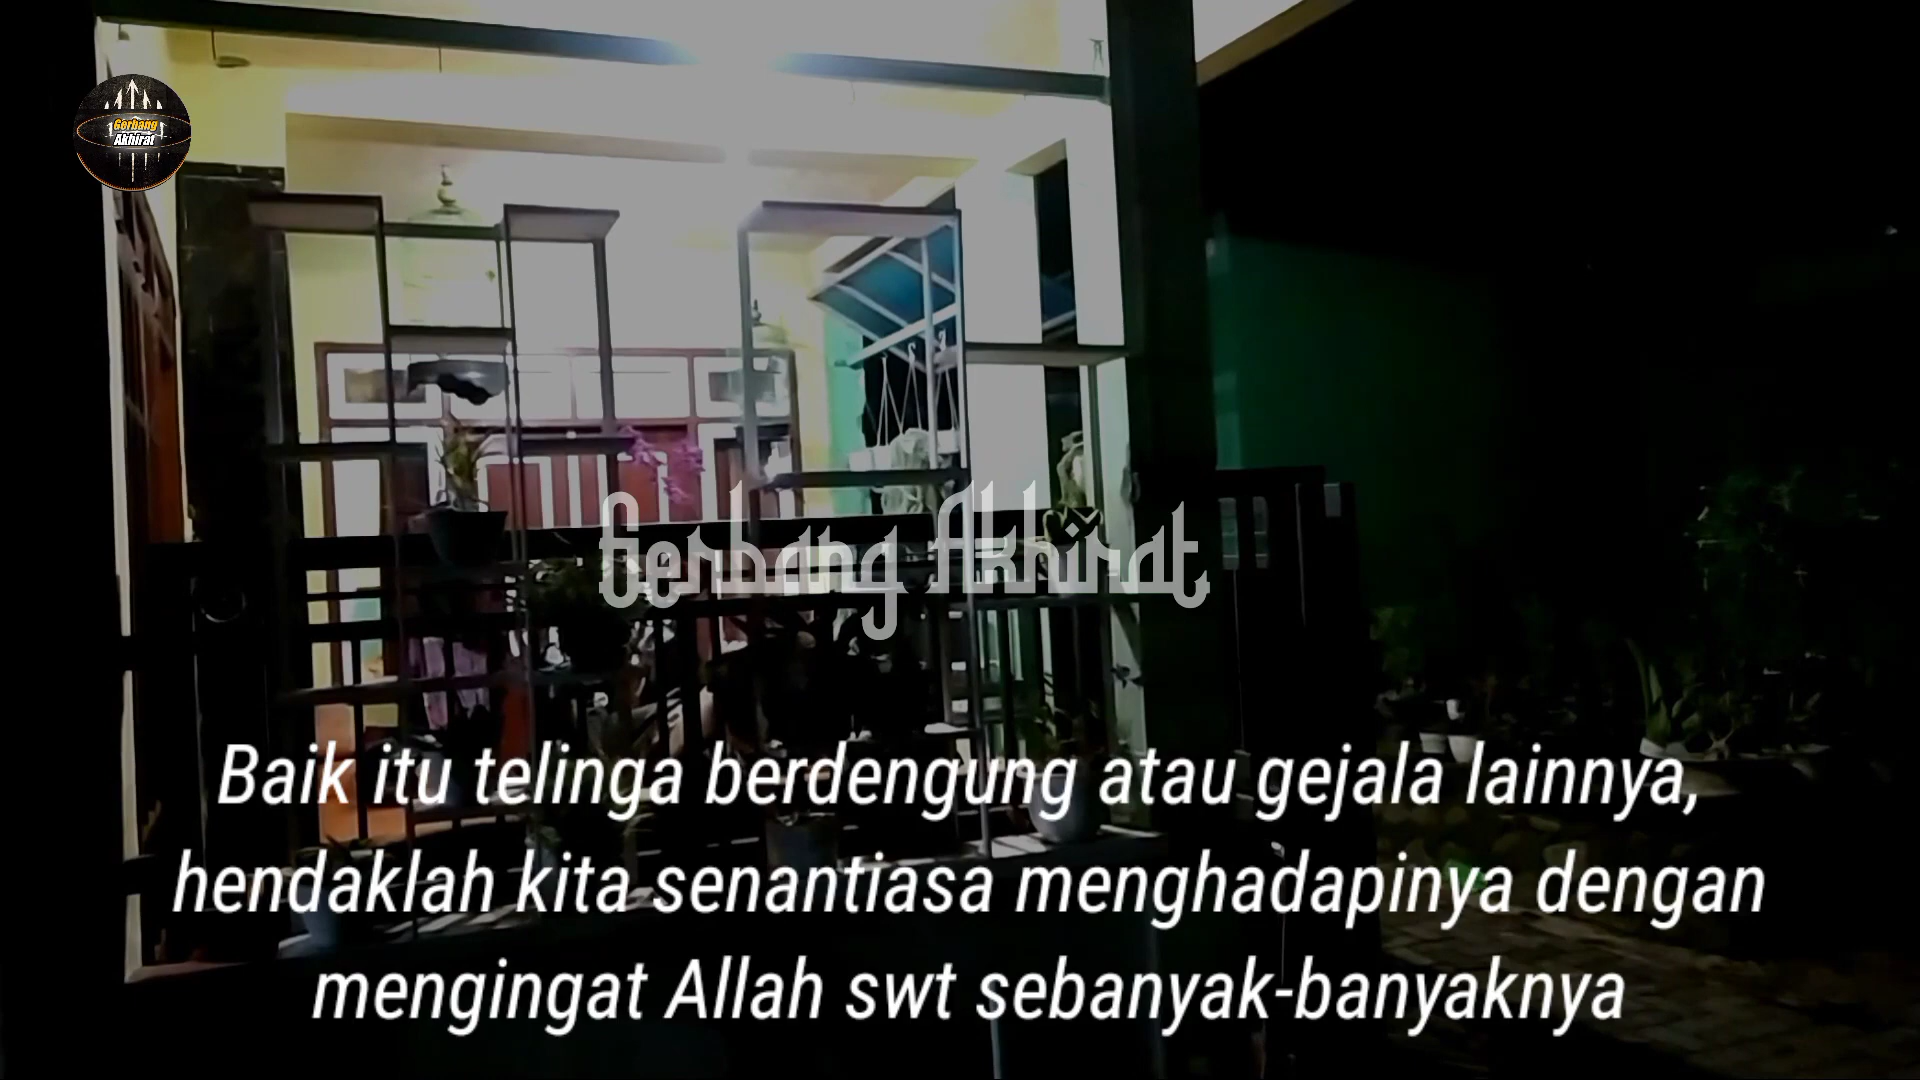 Gerbang
Akhirat
Gerbang Akhirat
Baik itu telinga berdengung atau gejala lainnya,
hendaklah kita senantiasa menghadapinya dengan
mengingat Allah swt sebanyak-banyaknya